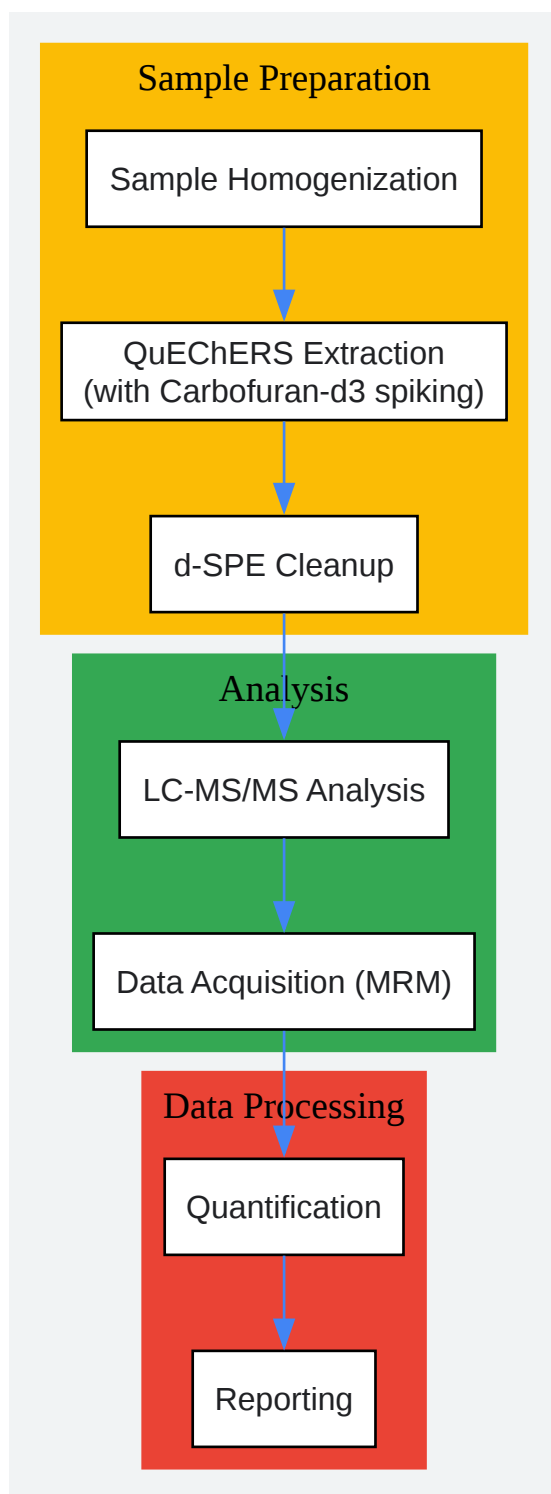 Sample Preparation
Sample Homogenization
QuEChERS Extraction
(with Carbofuran-d3 spiking)
d-SPE Cleanup
Analysis
LC-MS/MS Analysis
Data Acquisition (MRM)
Data Processing
Quantification
Reporting